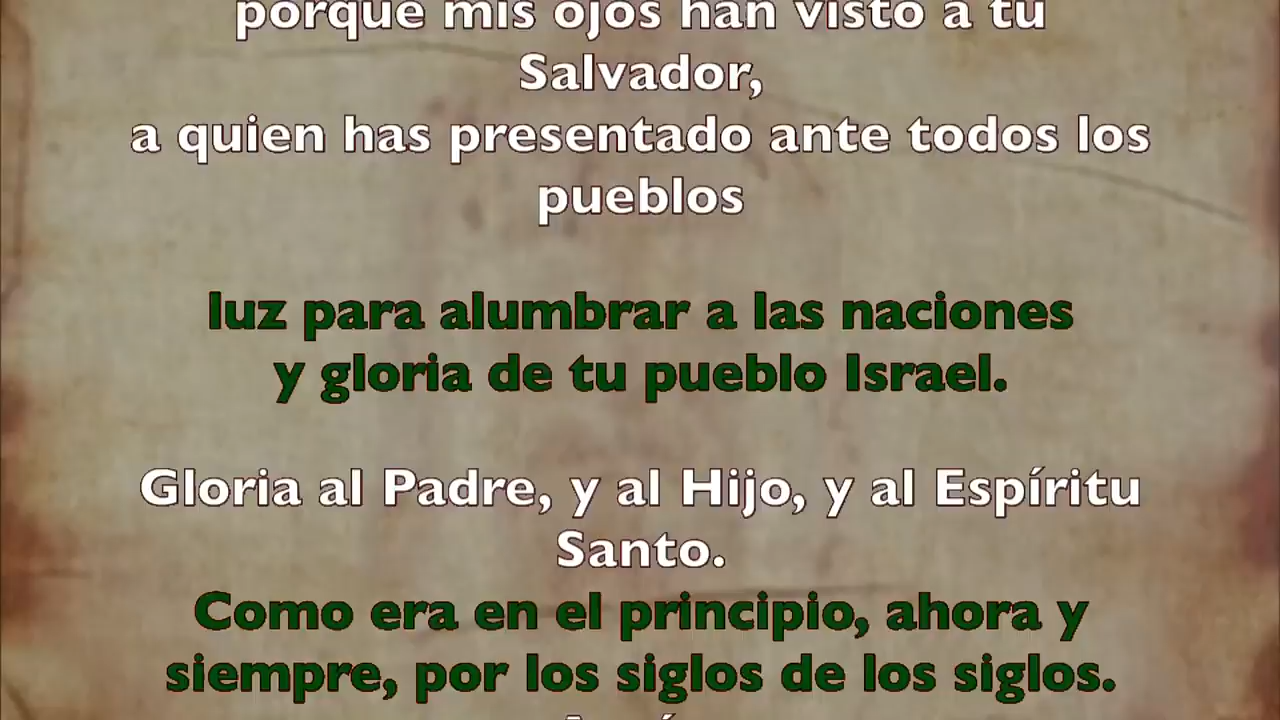 porque mis ojos han visto a tu
Salvador,
a quien has presentado ante todos los
pueblos
luz para alumbrar a las naciones
y gloria de tu pueblo Israel.
Gloria al Padre, y al Hijo, y al Espíritu
Santo.
Como era en el principio, ahora y
siempre, por los siglos de los siglos.